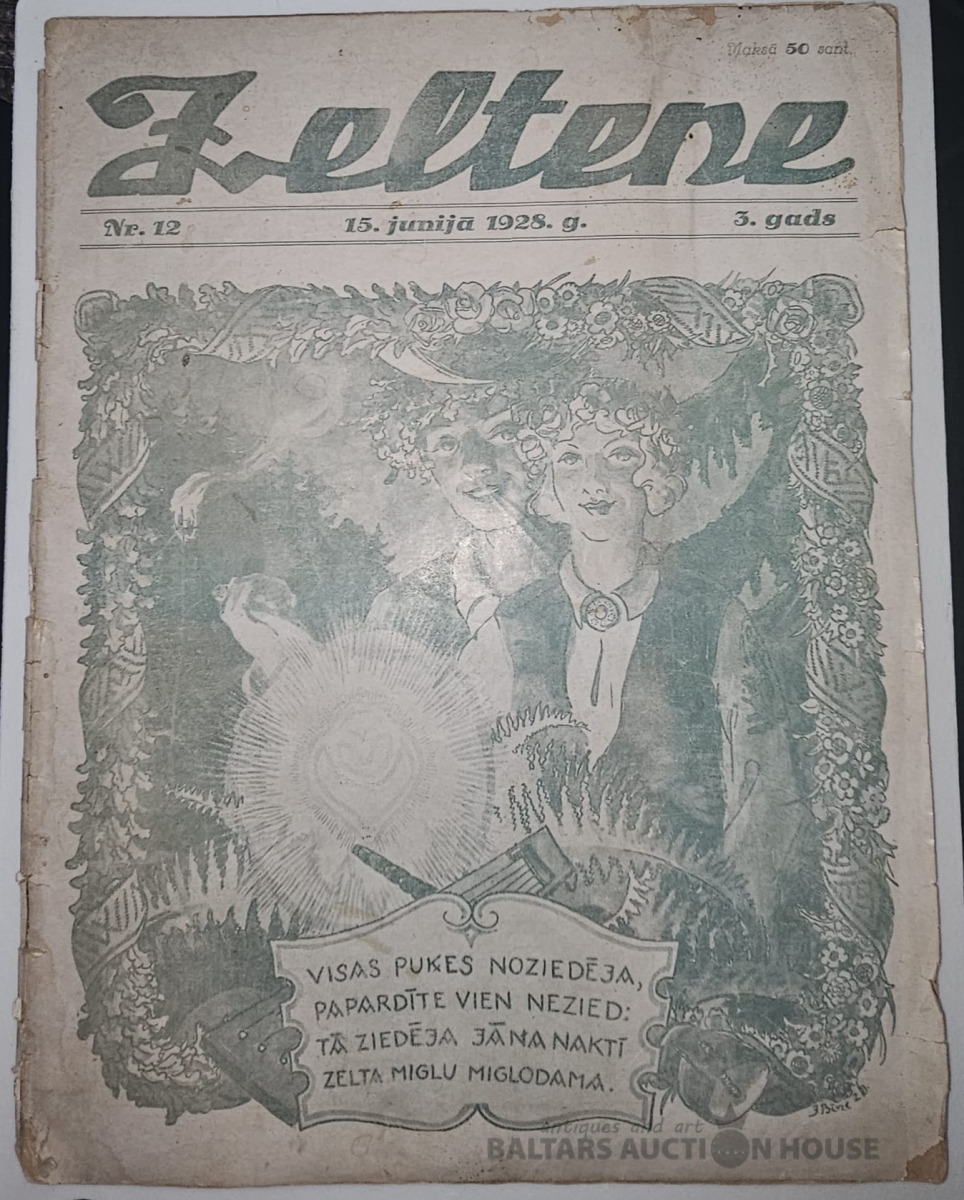 Maksā 50 sant.
Zeltene
Nr. 12 15. junijā 1928. g. 3. gads
VISAS PUĶES NOZIEDĒJA,
PAPARDĪTE VIEN NEZIED:
TĀ ZIEDĒJA JĀŅA NAKTĪ
ZELTA MIGLU MIGLODAMA.
antiques and art
BALTARS AUCTION HOUSE